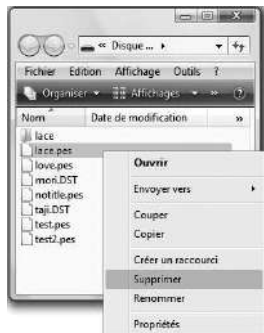 « Disque ... ▸
Fichier Edition Affichage Outils ?
Organiser Affichages »
Nom Date de modification »
lace
lace.pes
love.pes
mori.DST
notitle.pes
taji.DST
test.pes
test2.pes
Ouvrir
Envoyer vers
Couper
Copier
Créer un raccourci
Supprimer
Renommer
Propriétés